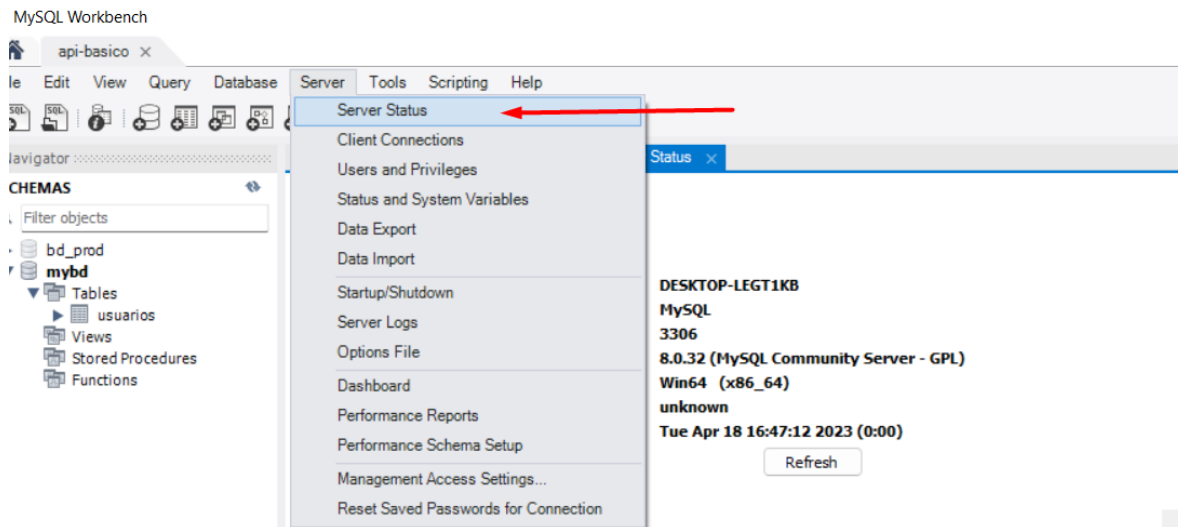 MySQL Workbench
api-basico
le Edit View Query Database Server Tools Scripting Help
SQL SQL
Navigator
CHEMAS
Filter objects
bd_prod
mybd
Tables
usuarios
Views
Stored Procedures
Functions
Server Status
Client Connections
Users and Privileges
Status and System Variables
Data Export
Data Import
Startup/Shutdown
Server Logs
Options File
Dashboard
Performance Reports
Performance Schema Setup
Management Access Settings...
Reset Saved Passwords for Connection
Status
DESKTOP-LEGT1KB
MySQL
3306
8.0.32 (MySQL Community Server - GPL)
Win64 (x86_64)
unknown
Tue Apr 18 16:47:12 2023 (0:00)
Refresh